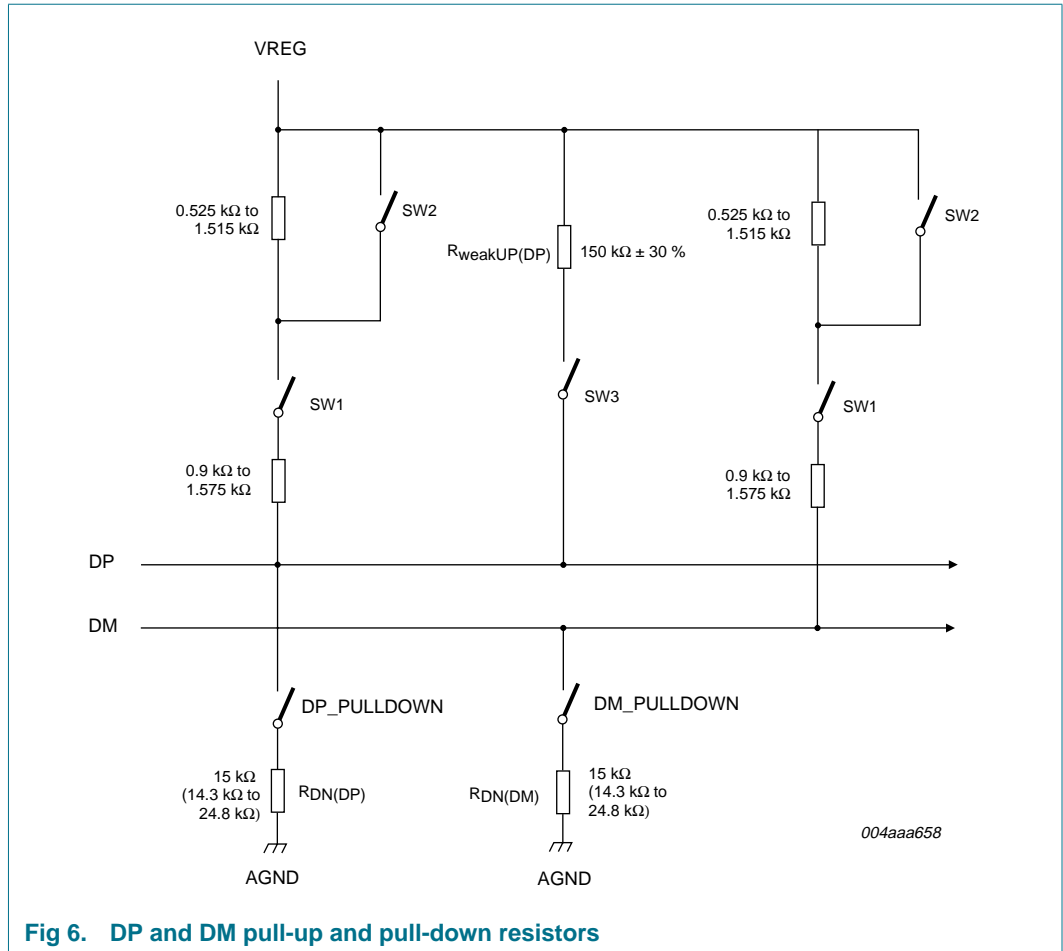 VREG
0.525 kΩ to
1.515 kΩ
SW2
RweakUP(DP)
150 kΩ ± 30 %
0.525 kΩ to
1.515 kΩ
SW2
SW1
SW3
SW1
0.9 kΩ to
1.575 kΩ
0.9 kΩ to
1.575 kΩ
DP
DM
DP_PULLDOWN
DM_PULLDOWN
15 kΩ
(14.3 kΩ to
24.8 kΩ)
RDN(DP)
RDN(DM)
15 kΩ
(14.3 kΩ to
24.8 kΩ)
004aaa658
AGND
AGND
Fig 6. DP and DM pull-up and pull-down resistors